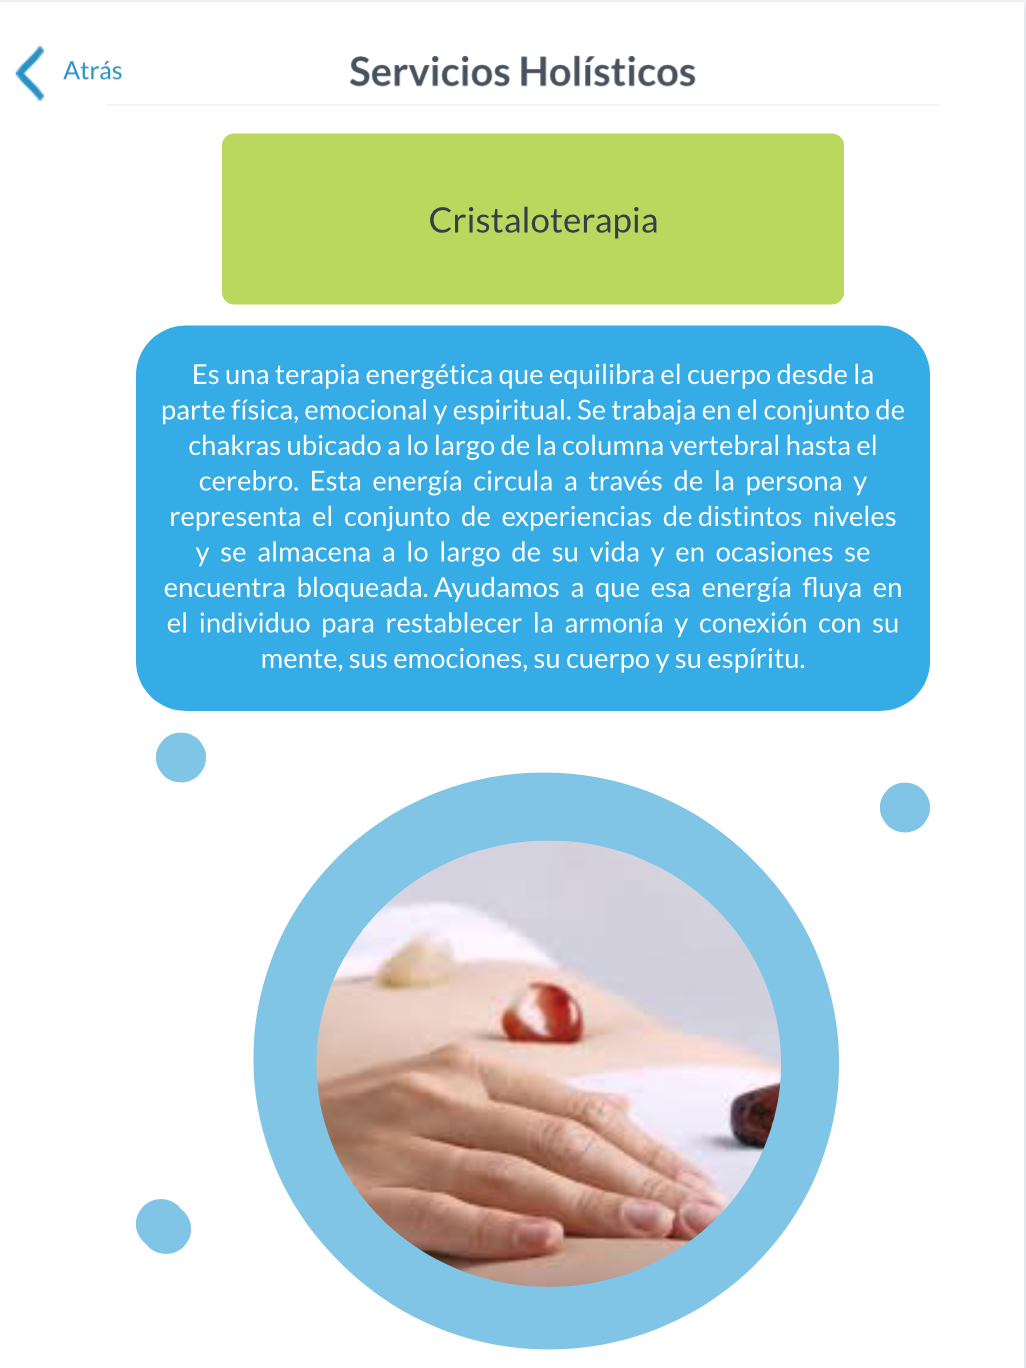 Atrás
Servicios Holísticos
Cristaloterapia
Es una terapia energética que equilibra el cuerpo desde la
parte física, emocional y espiritual. Se trabaja en el conjunto de
chakras ubicado a lo largo de la columna vertebral hasta el
cerebro. Esta energía circula a través de la persona y
representa el conjunto de experiencias de distintos niveles
y se almacena a lo largo de su vida y en ocasiones se
encuentra bloqueada. Ayudamos a que esa energía fluya en
el individuo para restablecer la armonía y conexión con su
mente, sus emociones, su cuerpo y su espíritu.